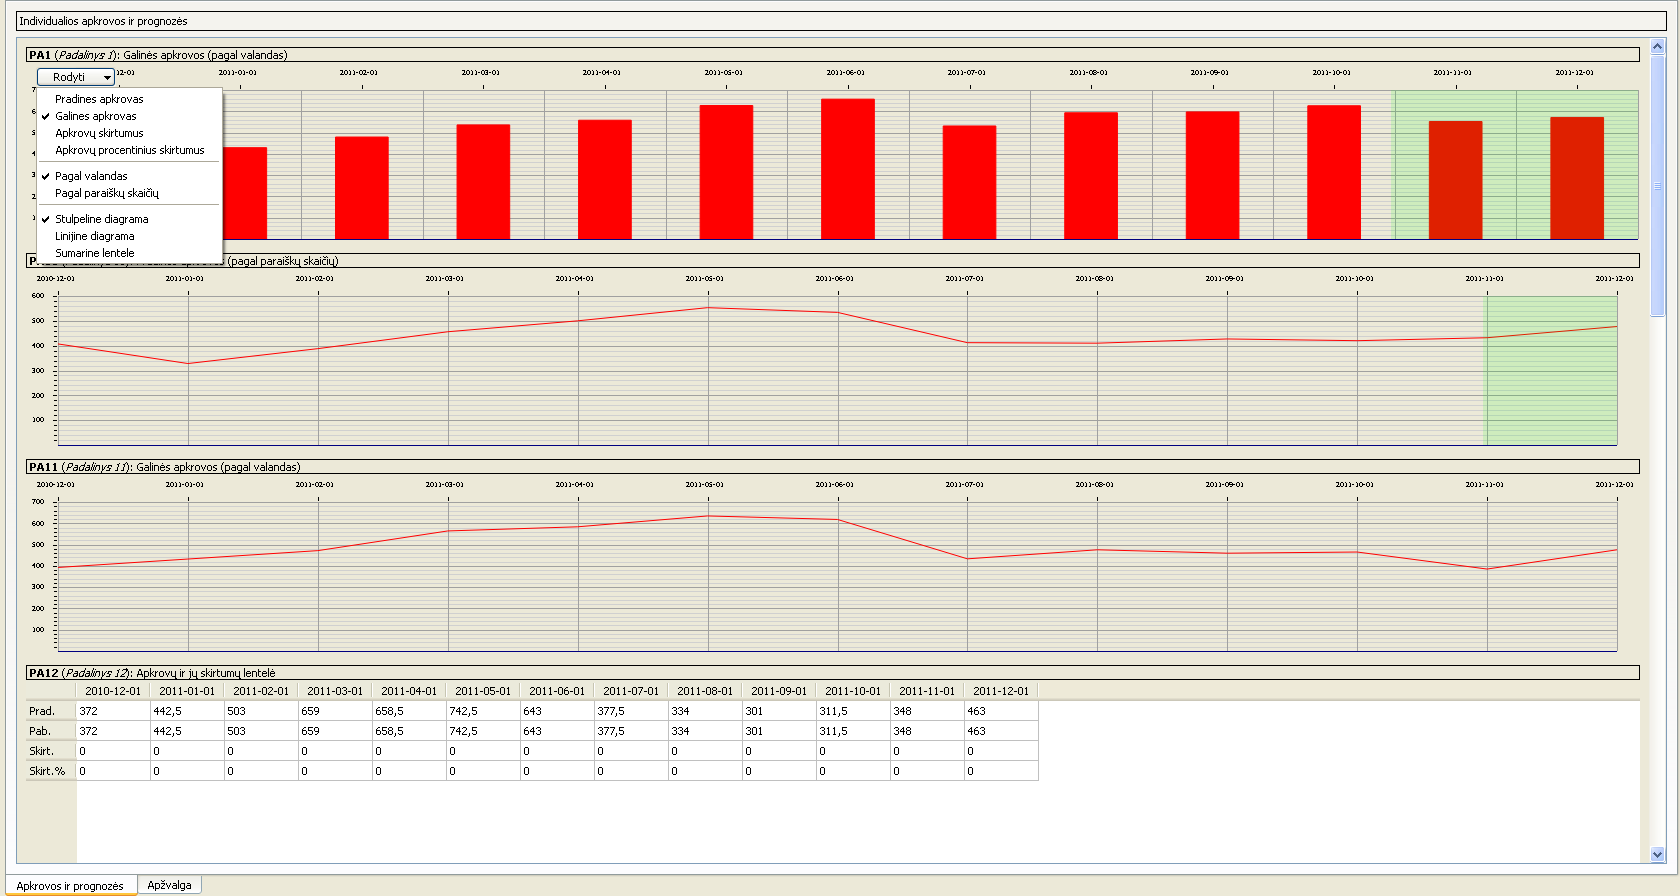 Individualios apkrovos ir prognozės
PA1 (Padalinys 1): Galinės apkrovos (pagal valandas)
Rodyti
12-01 2011-01-01 2011-02-01 2011-03-01 2011-04-01 2011-05-01 2011-06-01 2011-07-01 2011-08-01 2011-09-01 2011-10-01 2011-11-01 2011-12-01
Pradines apkrovas
Galines apkrovas
Apkrovų skirtumus
Apkrovų procentinius skirtumus
Pagal valandas
Pagal paraiškų skaičių
Stulpeline diagrama
Linijine diagrama
Sumarine lentele
(pagal paraiškų skaičių)
2010-12-01 2011-01-01 2011-02-01 2011-03-01 2011-04-01 2011-05-01 2011-06-01 2011-07-01 2011-08-01 2011-09-01 2011-10-01 2011-11-01 2011-12-01
600
500
400
300
200
100
PA11 (Padalinys 11): Galinės apkrovos (pagal valandas)
2010-12-01 2011-01-01 2011-02-01 2011-03-01 2011-04-01 2011-05-01 2011-06-01 2011-07-01 2011-08-01 2011-09-01 2011-10-01 2011-11-01 2011-12-01
700
600
500
400
300
200
100
PA12 (Padalinys 12): Apkrovų ir jų skirtumų lentelė
2010-12-01 2011-01-01 2011-02-01 2011-03-01 2011-04-01 2011-05-01 2011-06-01 2011-07-01 2011-08-01 2011-09-01 2011-10-01 2011-11-01 2011-12-01
Prad. 372 442,5 503 659 658,5 742,5 643 377,5 334 301 311,5 348 463
Pab. 372 442,5 503 659 658,5 742,5 643 377,5 334 301 311,5 348 463
Skirt. 0 0 0 0 0 0 0 0 0 0 0 0 0
Skirt.% 0 0 0 0 0 0 0 0 0 0 0 0 0
Apkrovos ir prognozės Apžvalga